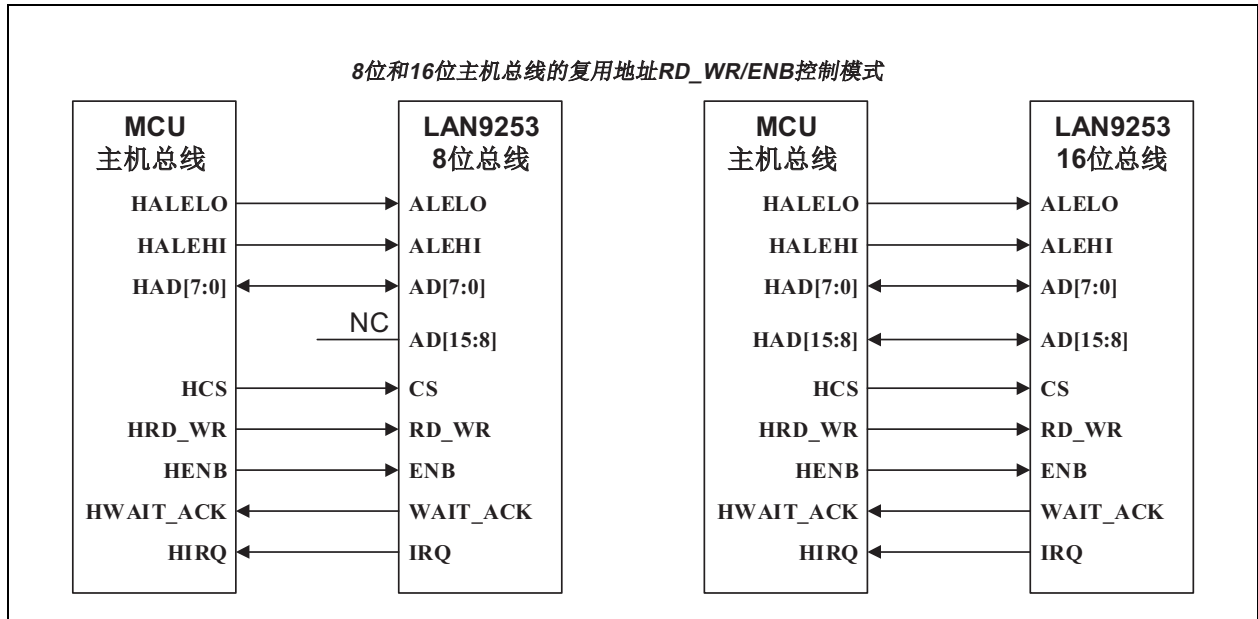 8位和16位主机总线的复用地址RD_WR/ENB控制模式
MCU
主机总线
HALELO
HALEHI
HAD[7:0]
HCS
HRD_WR
HENB
HWAIT_ACK
HIRQ
NC
LAN9253
8位总线
ALELO
ALEHI
AD[7:0]
AD[15:8]
CS
RD_WR
ENB
WAIT_ACK
IRQ
MCU
主机总线
HALELO
HALEHI
HAD[7:0]
HAD[15:8]
HCS
HRD_WR
HENB
HWAIT_ACK
HIRQ
LAN9253
16位总线
ALELO
ALEHI
AD[7:0]
AD[15:8]
CS
RD_WR
ENB
WAIT_ACK
IRQ